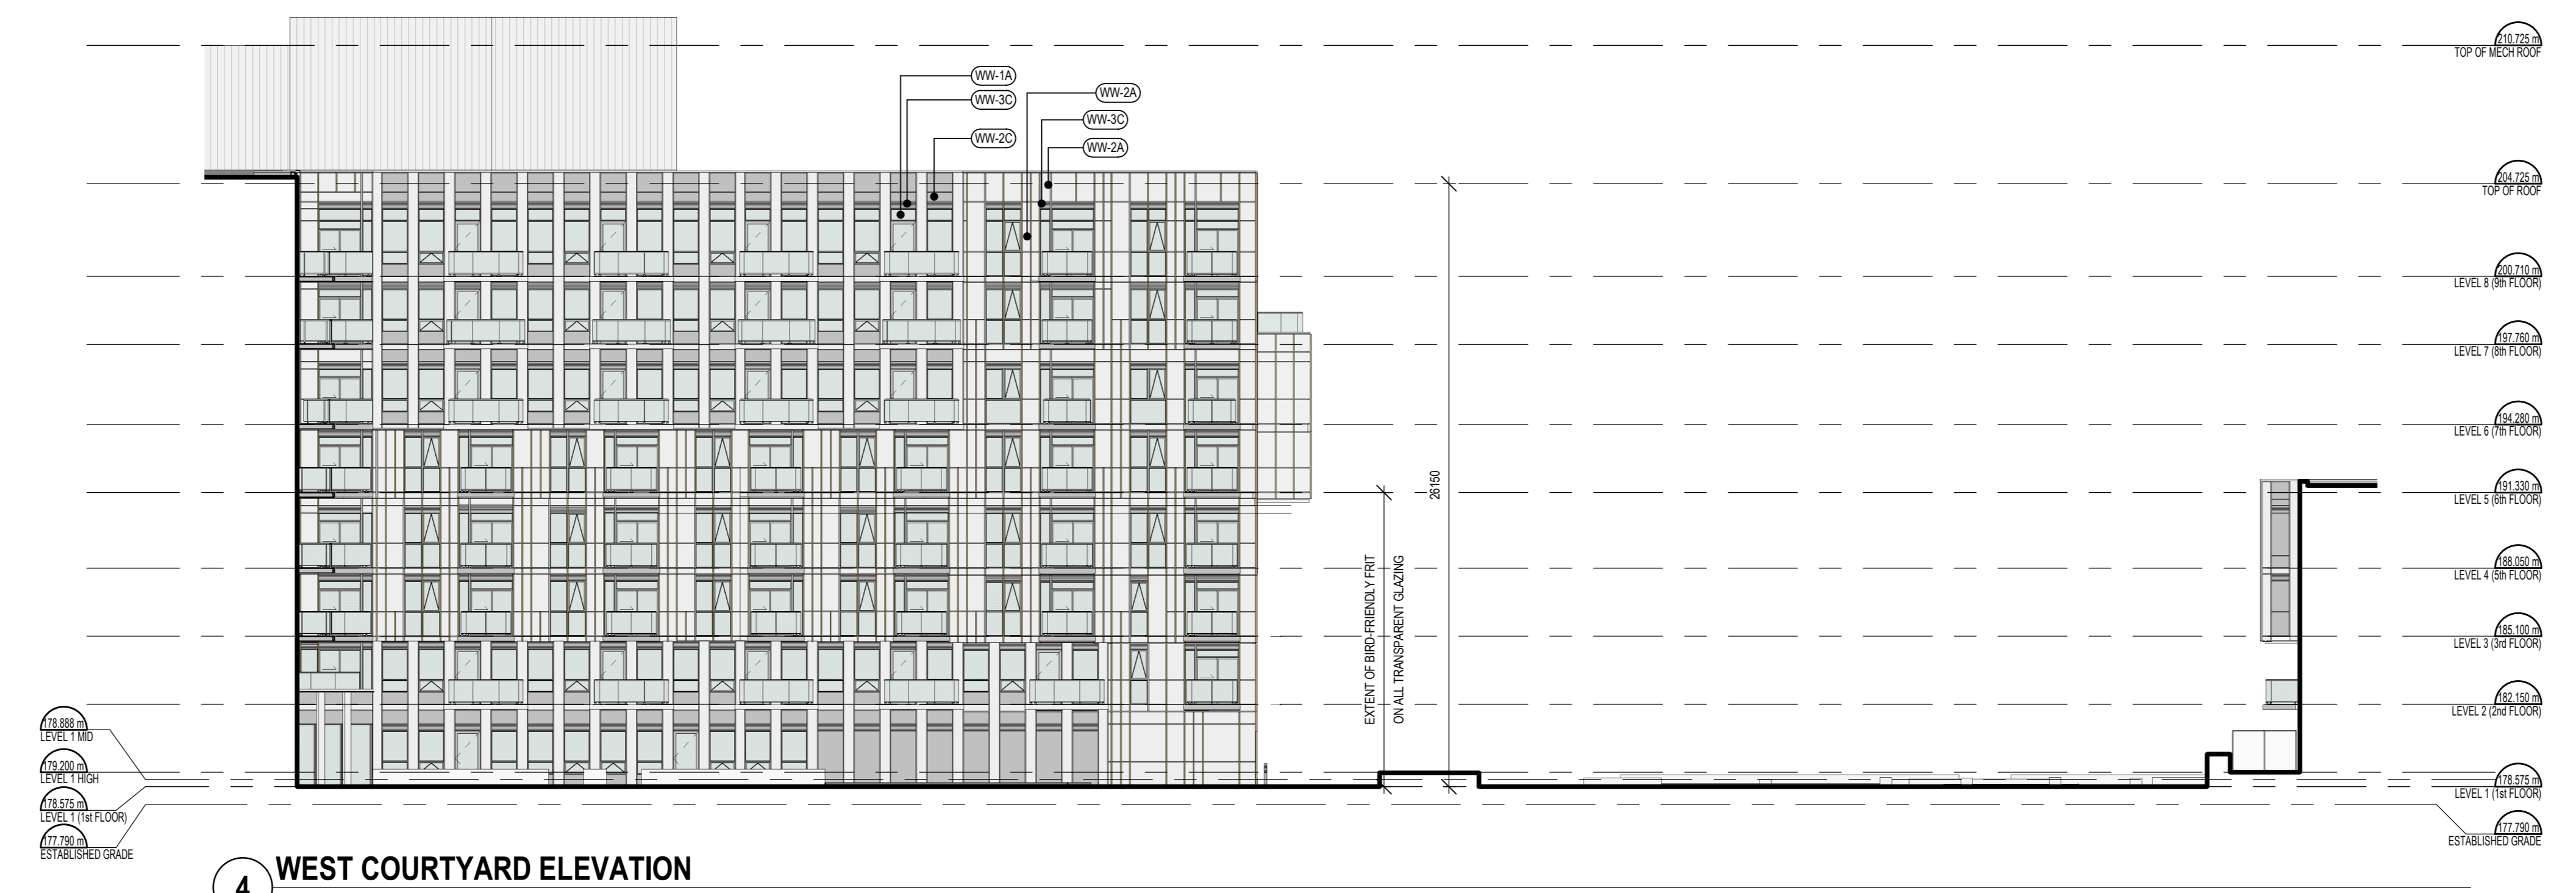 210.725 m
TOP OF MECH ROOF
WW-1A
WW-3C
WW-2C
WW-2A
WW-3C
WW-2A
204.725 m
TOP OF ROOF
200.710 m
LEVEL 8 (9th FLOOR)
197.760 m
LEVEL 7 (8th FLOOR)
194.280 m
LEVEL 6 (7th FLOOR)
191.330 m
LEVEL 5 (6th FLOOR)
26150
188.050 m
LEVEL 4 (5th FLOOR)
EXTENT OF BIRD-FRIENDLY FRIT
ON ALL TRANSPARENT GLAZING
185.100 m
LEVEL 3 (3rd FLOOR)
182.150 m
LEVEL 2 (2nd FLOOR)
178.888 m
LEVEL 1 MID
179.200 m
LEVEL 1 HIGH
178.575 m
LEVEL 1 (1st FLOOR)
177.790 m
ESTABLISHED GRADE
178.575 m
LEVEL 1 (1st FLOOR)
177.790 m
ESTABLISHED GRADE
4 WEST COURTYARD ELEVATION